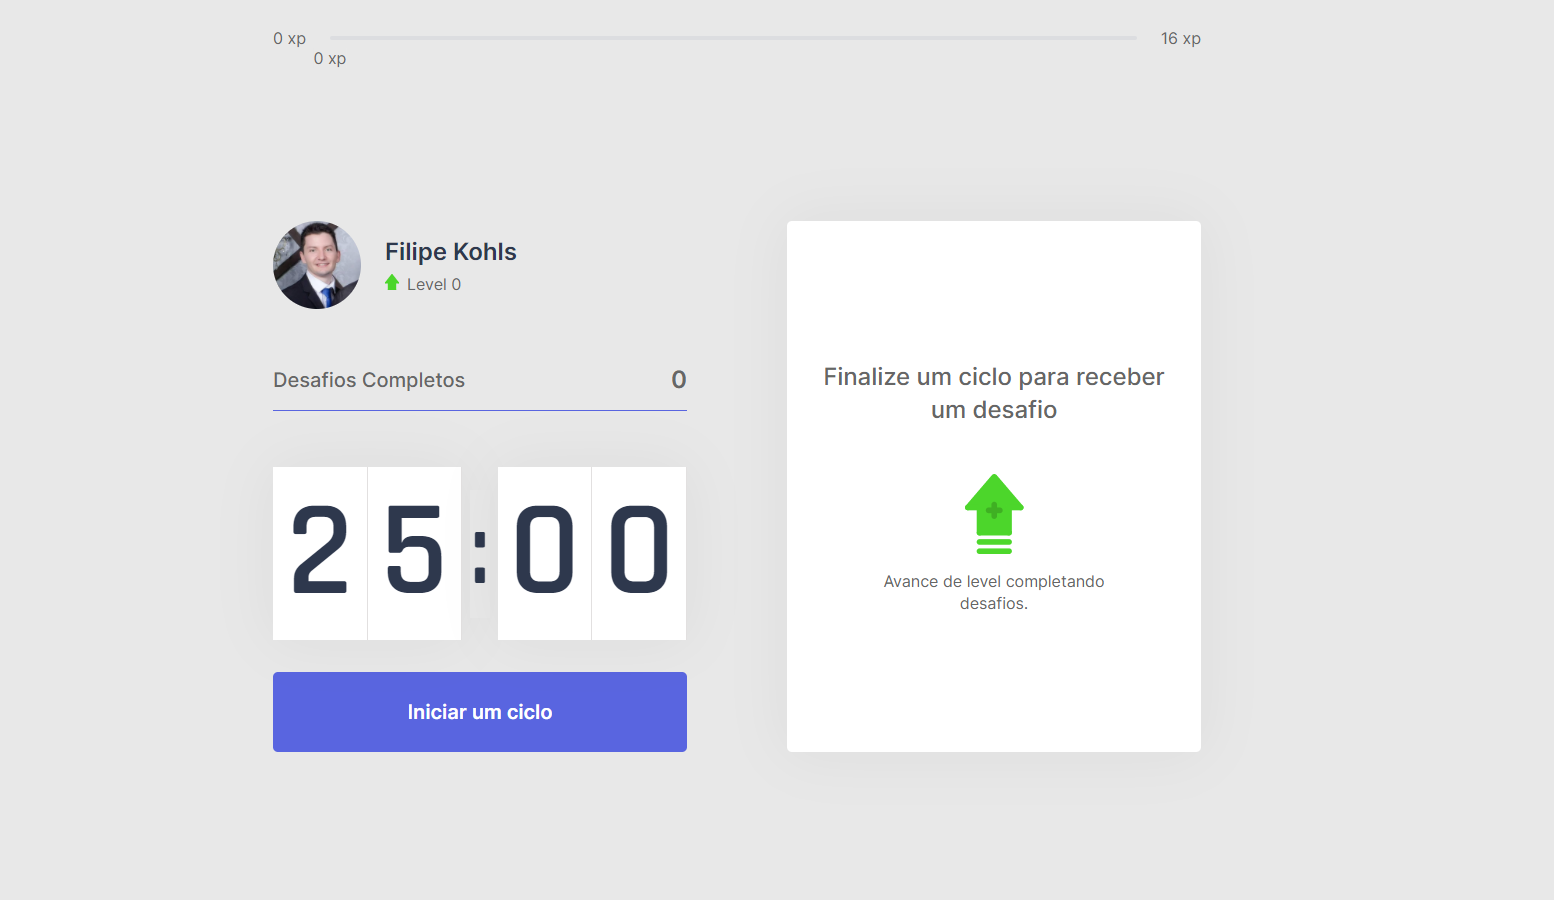 0 xp
16 xp
0 xp
Filipe Kohls
Level 0
Desafios Completos
0
25:00
Iniciar um ciclo
Finalize um ciclo para receber
um desafio
Avance de level completando
desafios.